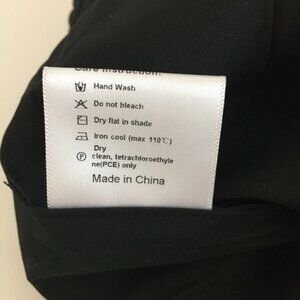 Care Instruction:
Hand Wash
Do not bleach
Dry flat in shade
Iron cool (max 110℃)
Dry
P clean, tetrachloroethyle
ne(PCE) only
Made in China